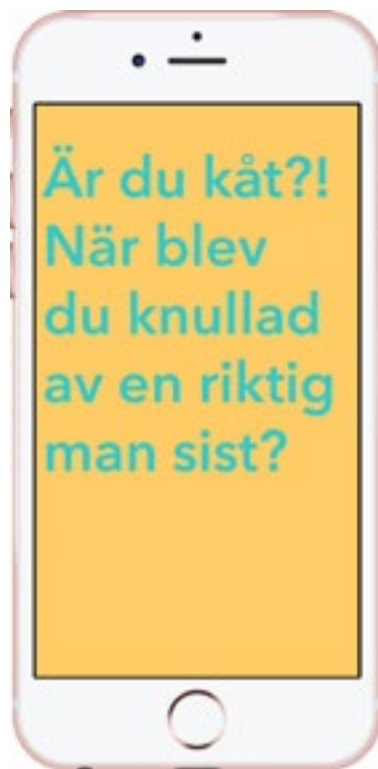 Är du kåt?!
När blev
du knullad
av en riktig
man sist?